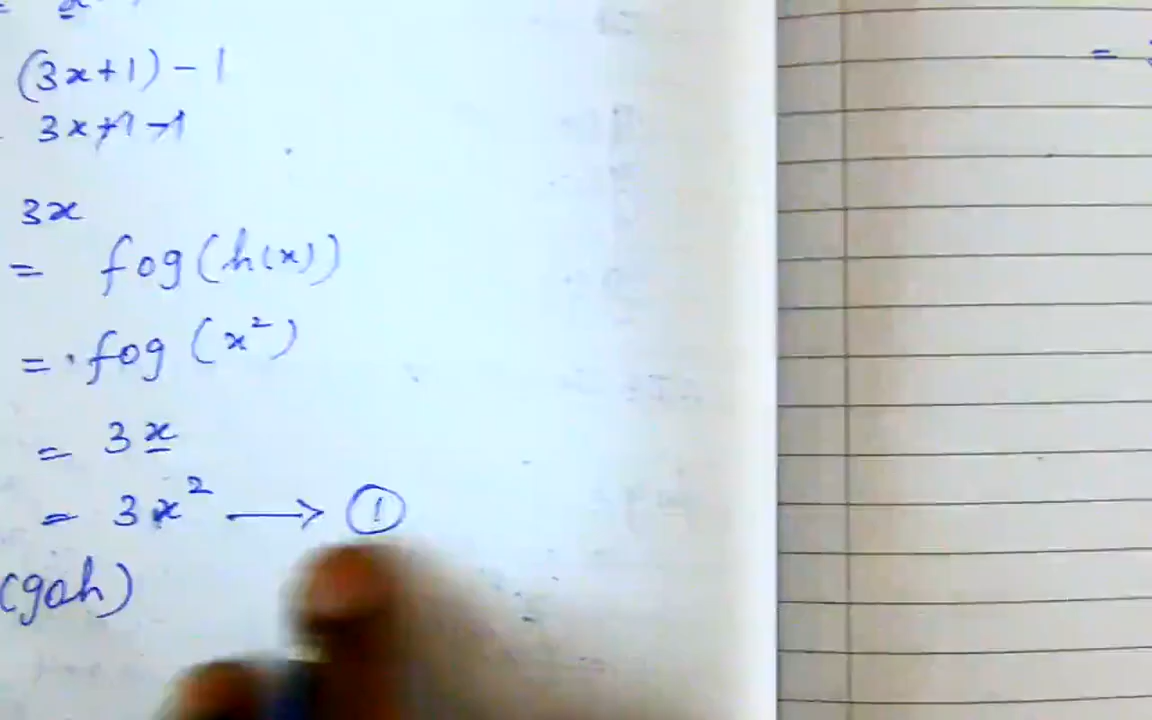 (3x+1)-1
3x+1-1
3x
= fog(h(x))
= fog (x²)
= 3x
= 3x² ⟶ ①
(goh)
=